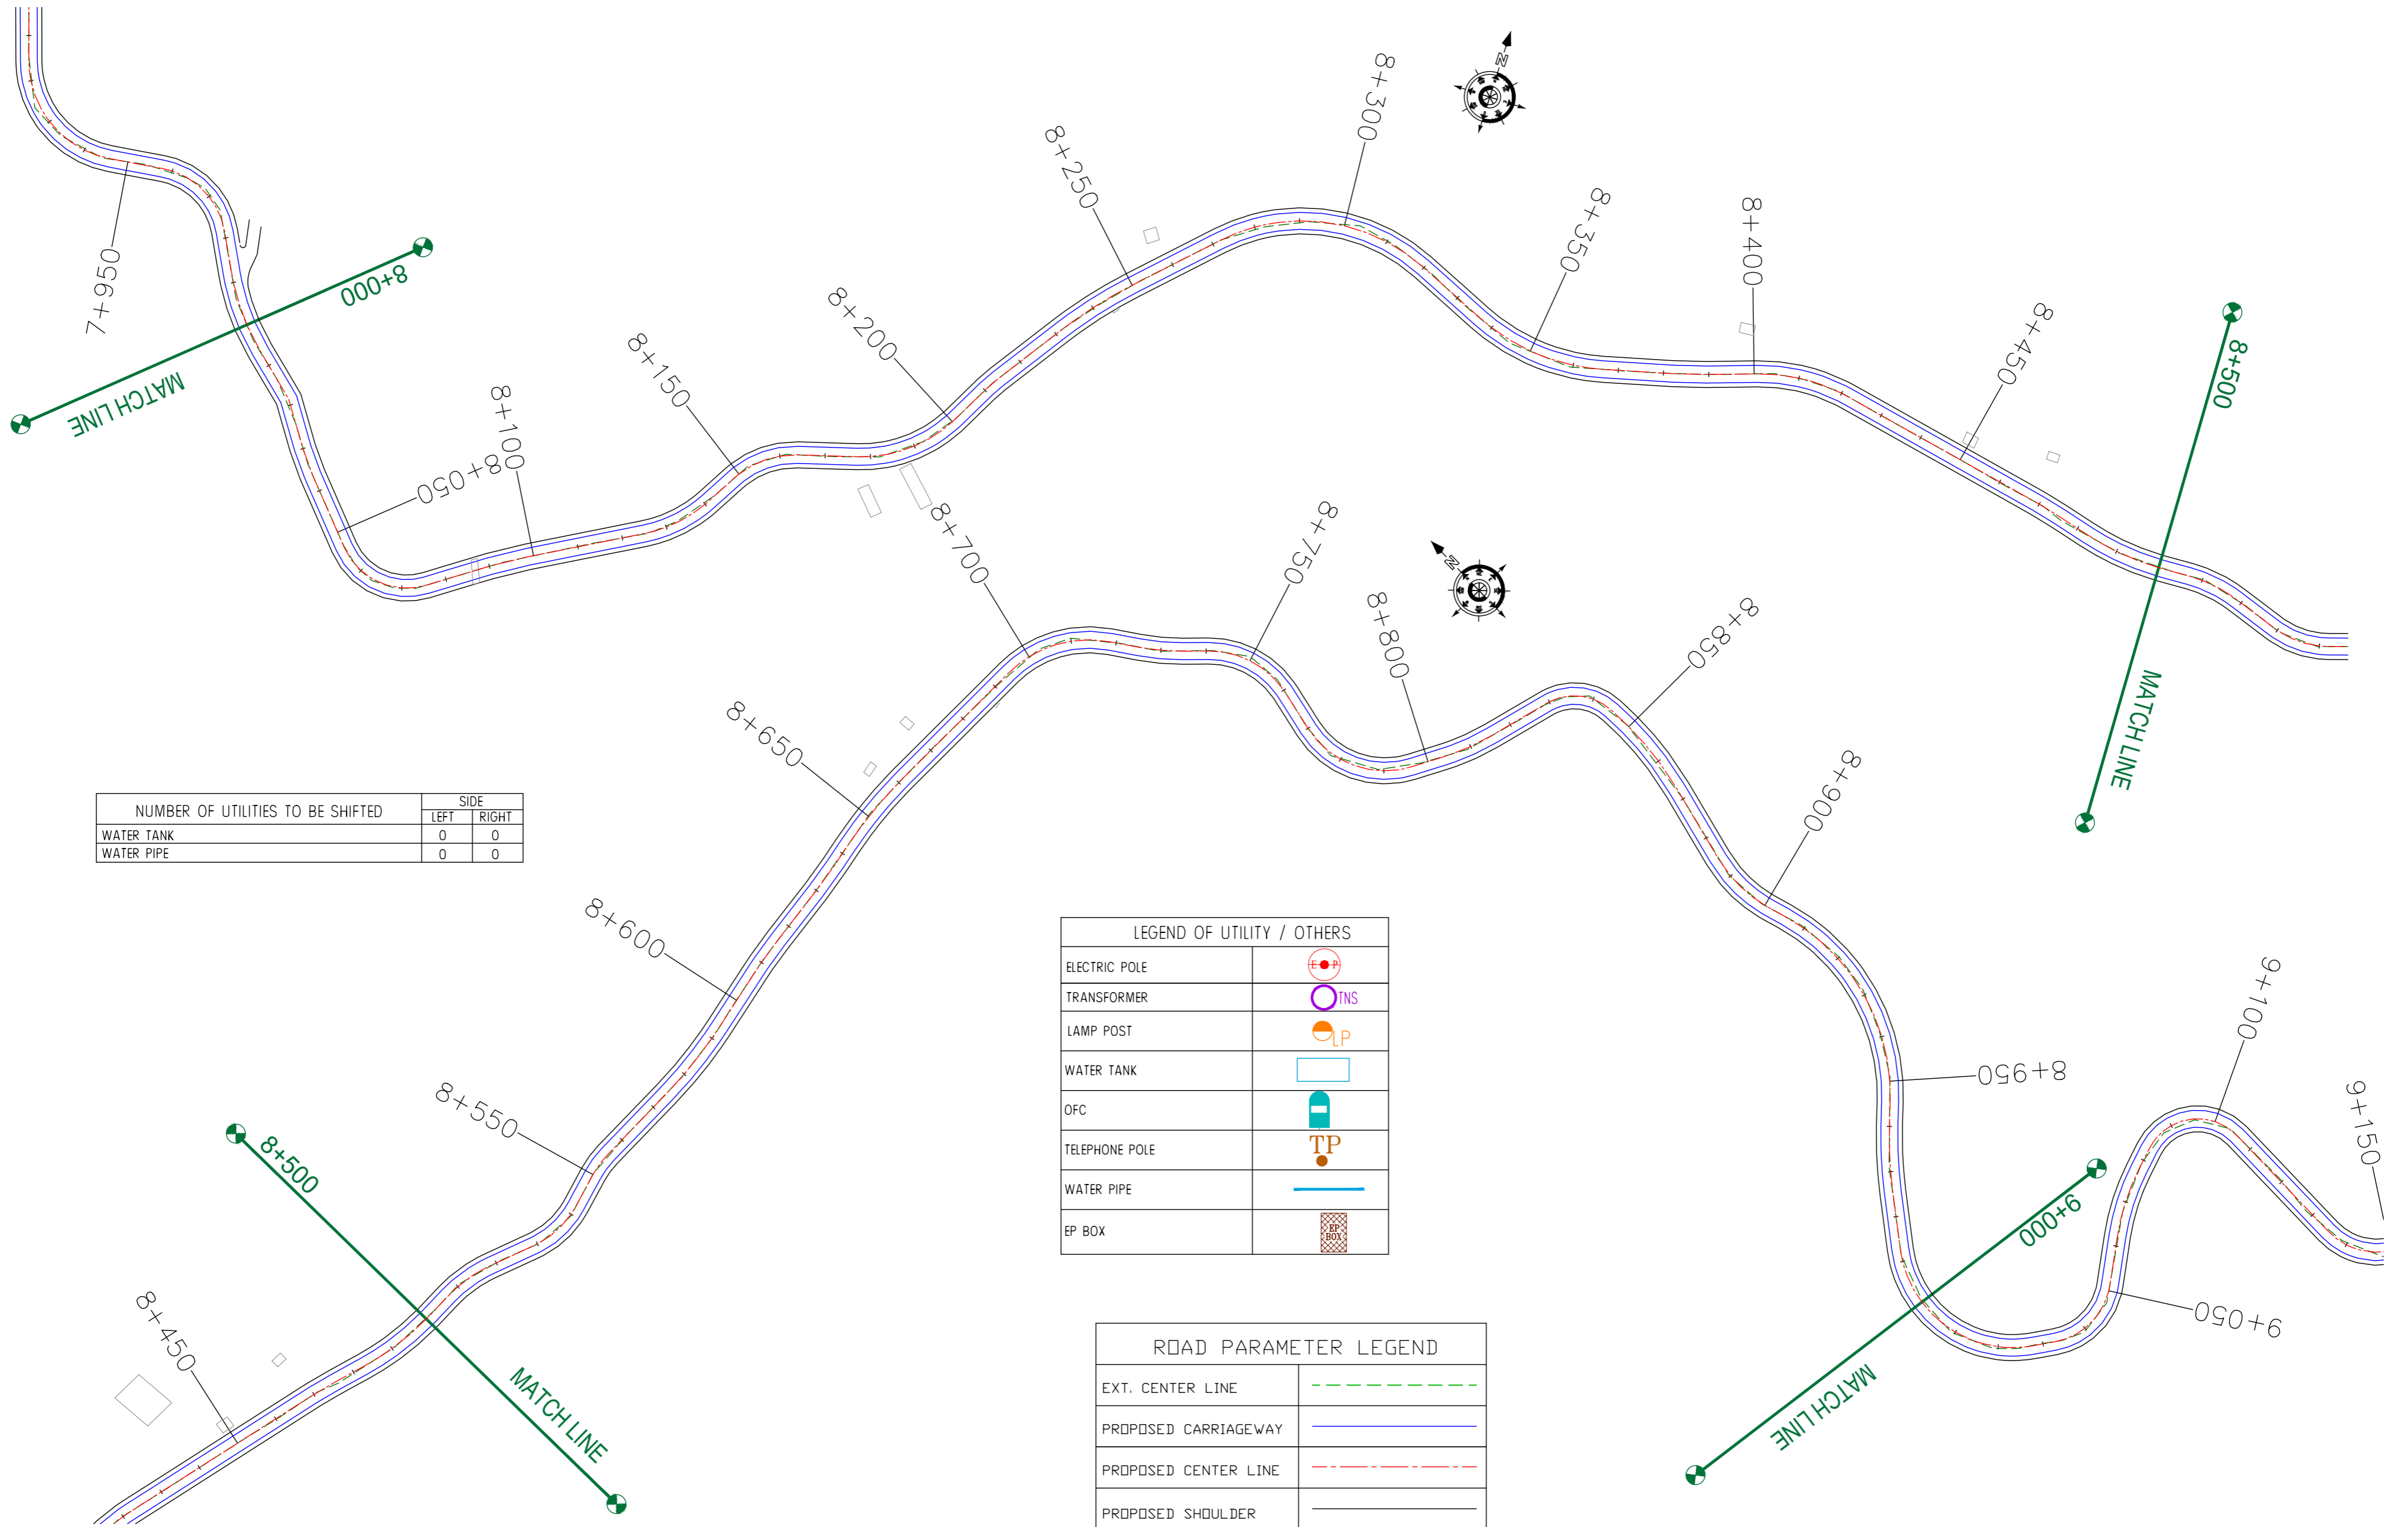 7+950
8+000
MATCH LINE
8+050
8+100
8+150
8+200
8+250
8+300
8+350
8+400
8+450
8+500
MATCH LINE
N
N
8+450
8+500
MATCH LINE
8+550
8+600
8+650
8+700
8+750
8+800
8+850
8+900
8+950
9+000
MATCH LINE
9+050
9+100
9+150
NUMBER OF UTILITIES TO BE SHIFTED SIDE
LEFT RIGHT
WATER TANK 0 0
WATER PIPE 0 0
LEGEND OF UTILITY / OTHERS
ELECTRIC POLE E P
TRANSFORMER TNS
LAMP POST LP
WATER TANK
OFC
TELEPHONE POLE TP
WATER PIPE
EP BOX EP BOX
ROAD PARAMETER LEGEND
EXT. CENTER LINE
PROPOSED CARRIAGEWAY
PROPOSED CENTER LINE
PROPOSED SHOULDER